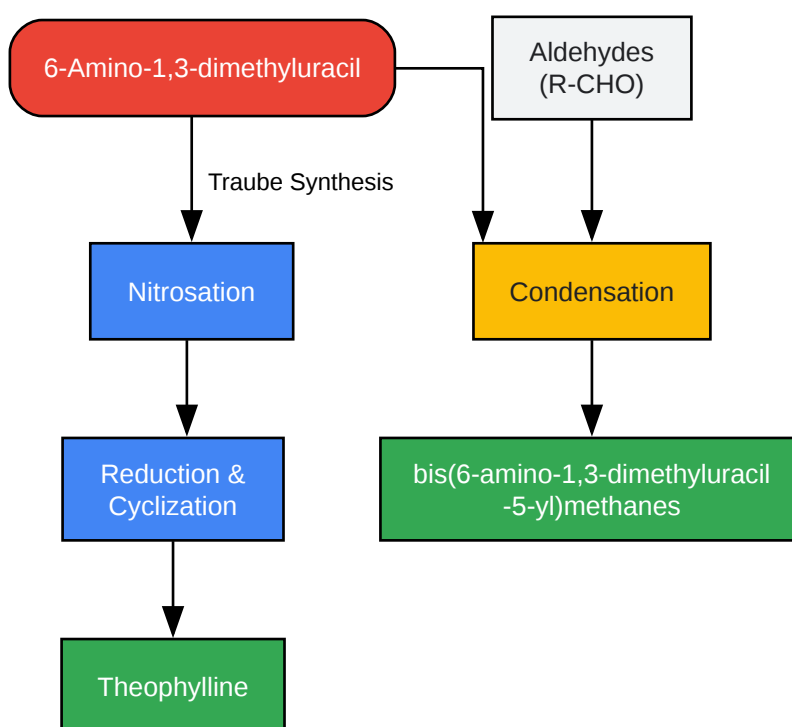 6-Amino-1,3-dimethyluracil
Aldehydes
(R-CHO)
Traube Synthesis
Nitrosation
Condensation
Reduction &
Cyclization
bis(6-amino-1,3-dimethyluracil
-5-yl)methanes
Theophylline